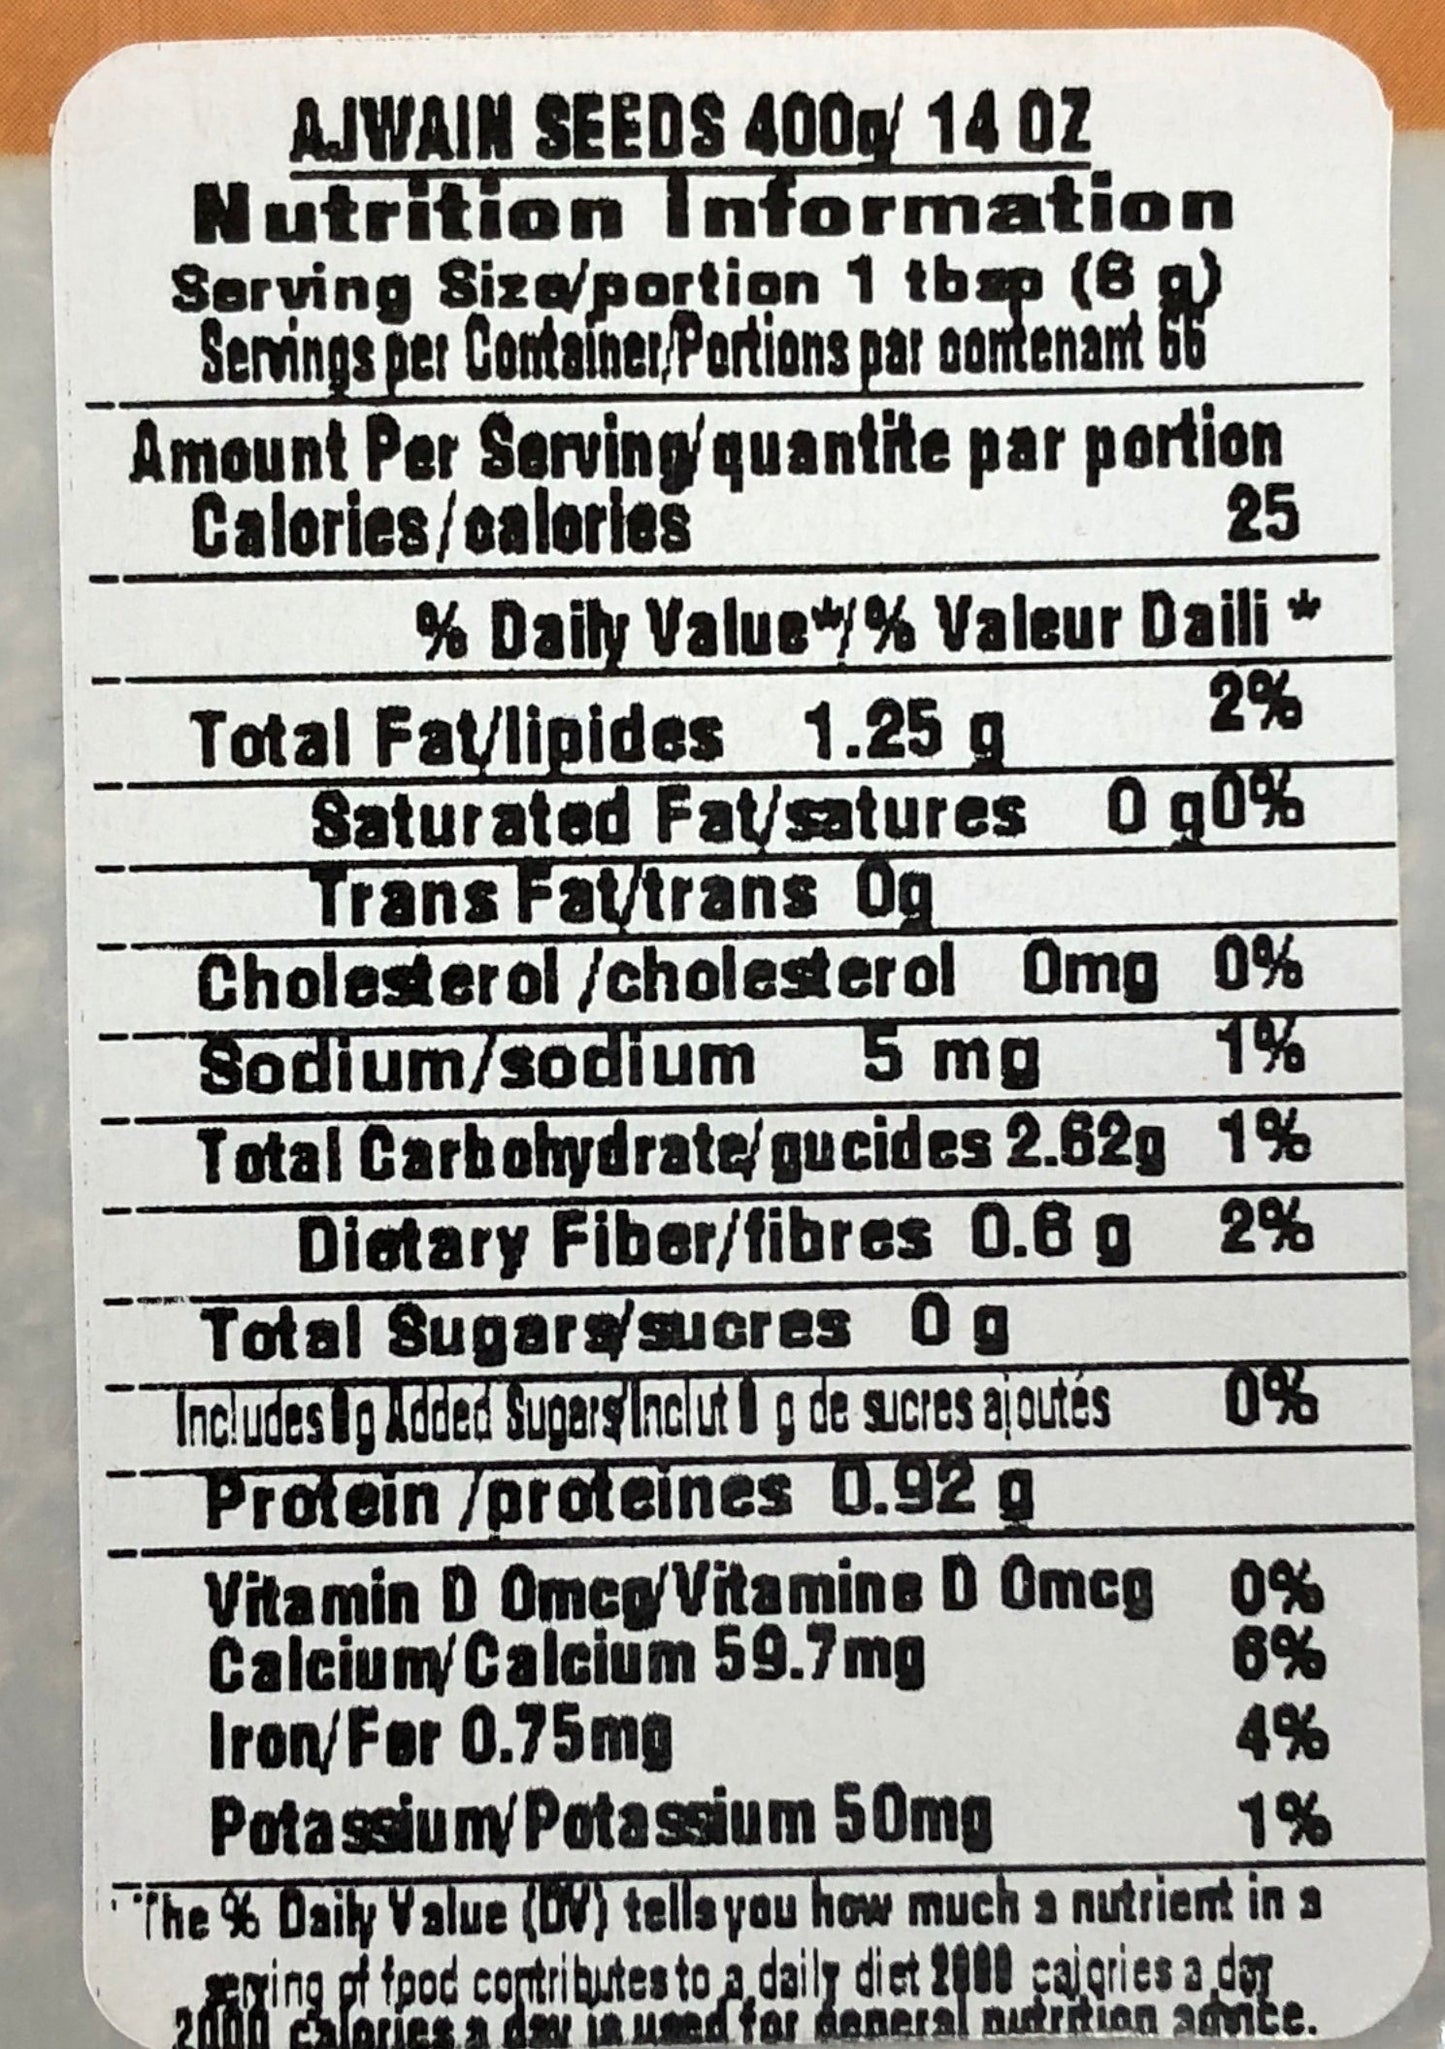 AJWAIN SEEDS 400g/ 14 OZ
Nutrition Information
Serving Size/portion 1 tbsp (6 g)
Servings per Container/Portions par contenant 66
Amount Per Serving/quantite par portion
Calories/calories 25
% Daily Value*/% Valeur Daili *
Total Fat/lipides 1.25 g 2%
Saturated Fat/satures 0 g0%
Trans Fat/trans 0g
Cholesterol /cholesterol 0mg 0%
Sodium/sodium 5 mg 1%
Total Carbohydrate/gucides 2.62g 1%
Dietary Fiber/fibres 0.6 g 2%
Total Sugars/sucres 0 g
Includes 0g Added Sugars/Inclut 0 g de sucres ajoutés 0%
Protein /proteines 0.92 g
Vitamin D 0mcg/Vitamine D 0mcg 0%
Calcium/Calcium 59.7mg 6%
Iron/Fer 0.75mg 4%
Potassium/Potassium 50mg 1%
*The % Daily Value (DV) tells you how much a nutrient in a
serving of food contributes to a daily diet 2000 calories a day
2000 calories a day is used for general nutrition advice.